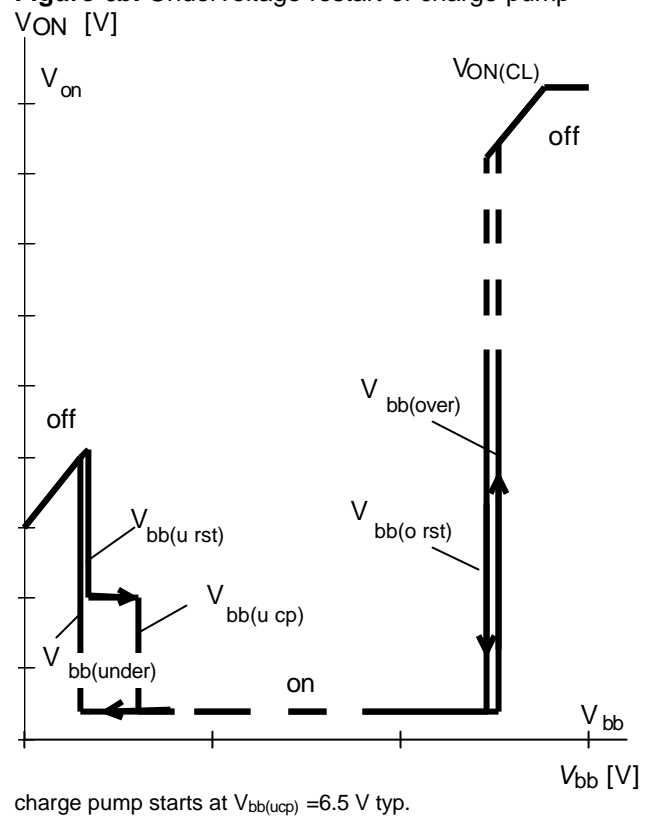 Figure 3b: Undervoltage restart of charge pump
VON [V]
Von
VON(CL)
off
off
Vbb(over)
Vbb(u rst)
Vbb(o rst)
Vbb(u cp)
Vbb(under)
on
Vbb
Vbb [V]
charge pump starts at Vbb(ucp) =6.5 V typ.